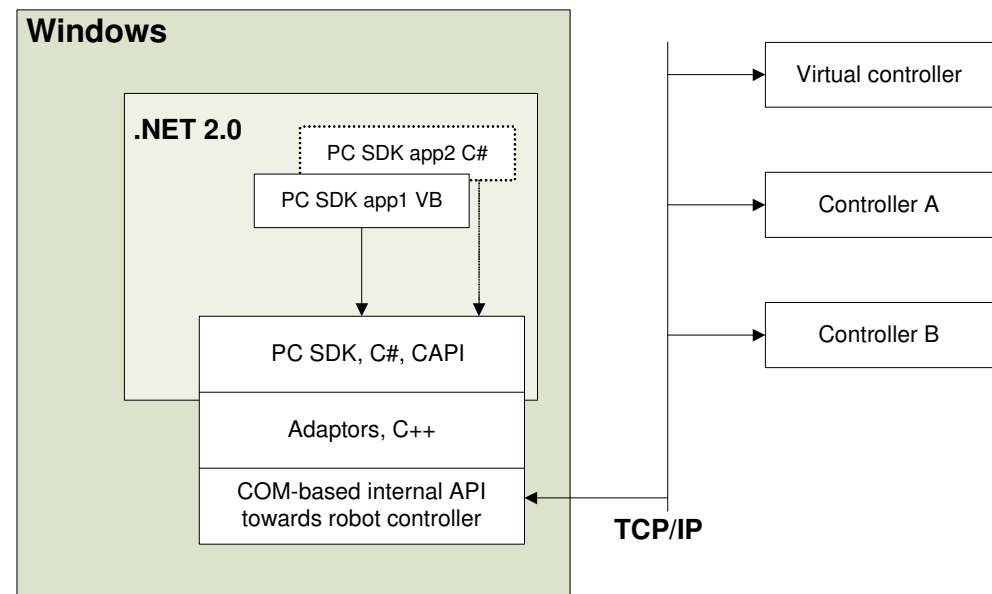 Windows
.NET 2.0
PC SDK app2 C#
PC SDK app1 VB
PC SDK, C#, CAPI
Adaptors, C++
COM-based internal API
towards robot controller
TCP/IP
Virtual controller
Controller A
Controller B